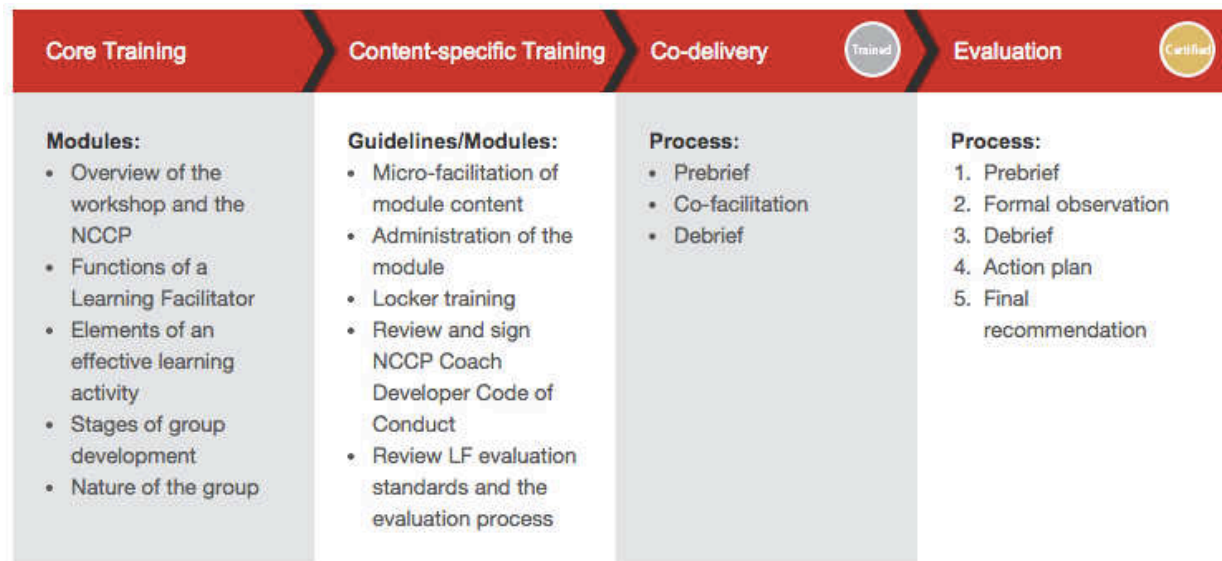 Core Training
Content-specific Training
Co-delivery
Trained
Evaluation
Certified
Modules:
• Overview of the
workshop and the
NCCP
• Functions of a
Learning Facilitator
• Elements of an
effective learning
activity
• Stages of group
development
• Nature of the group
Guidelines/Modules:
• Micro-facilitation of
module content
• Administration of the
module
• Locker training
• Review and sign
NCCP Coach
Developer Code of
Conduct
• Review LF evaluation
standards and the
evaluation process
Process:
• Prebrief
• Co-facilitation
• Debrief
Process:
1. Prebrief
2. Formal observation
3. Debrief
4. Action plan
5. Final
recommendation